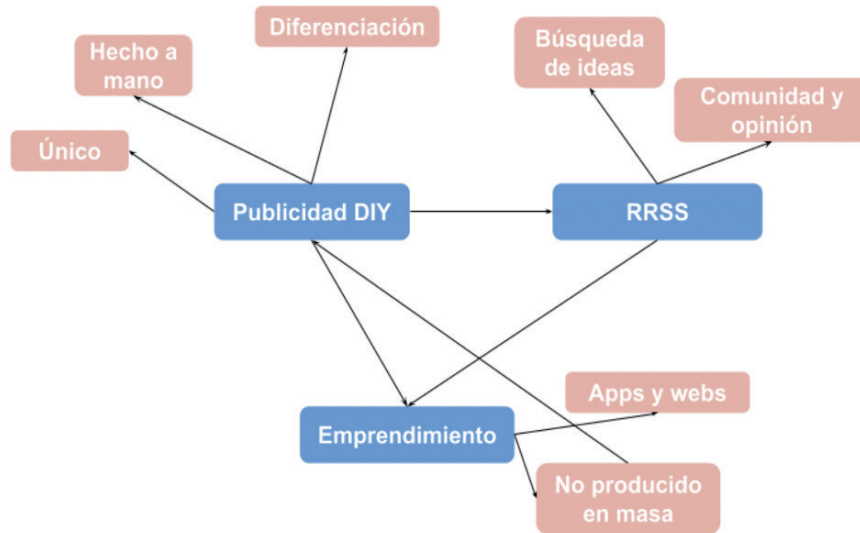 Diferenciación
Hecho a
mano
Único
Búsqueda
de ideas
Comunidad y
opinión
Publicidad DIY
RRSS
Apps y webs
Emprendimiento
No producido
en masa